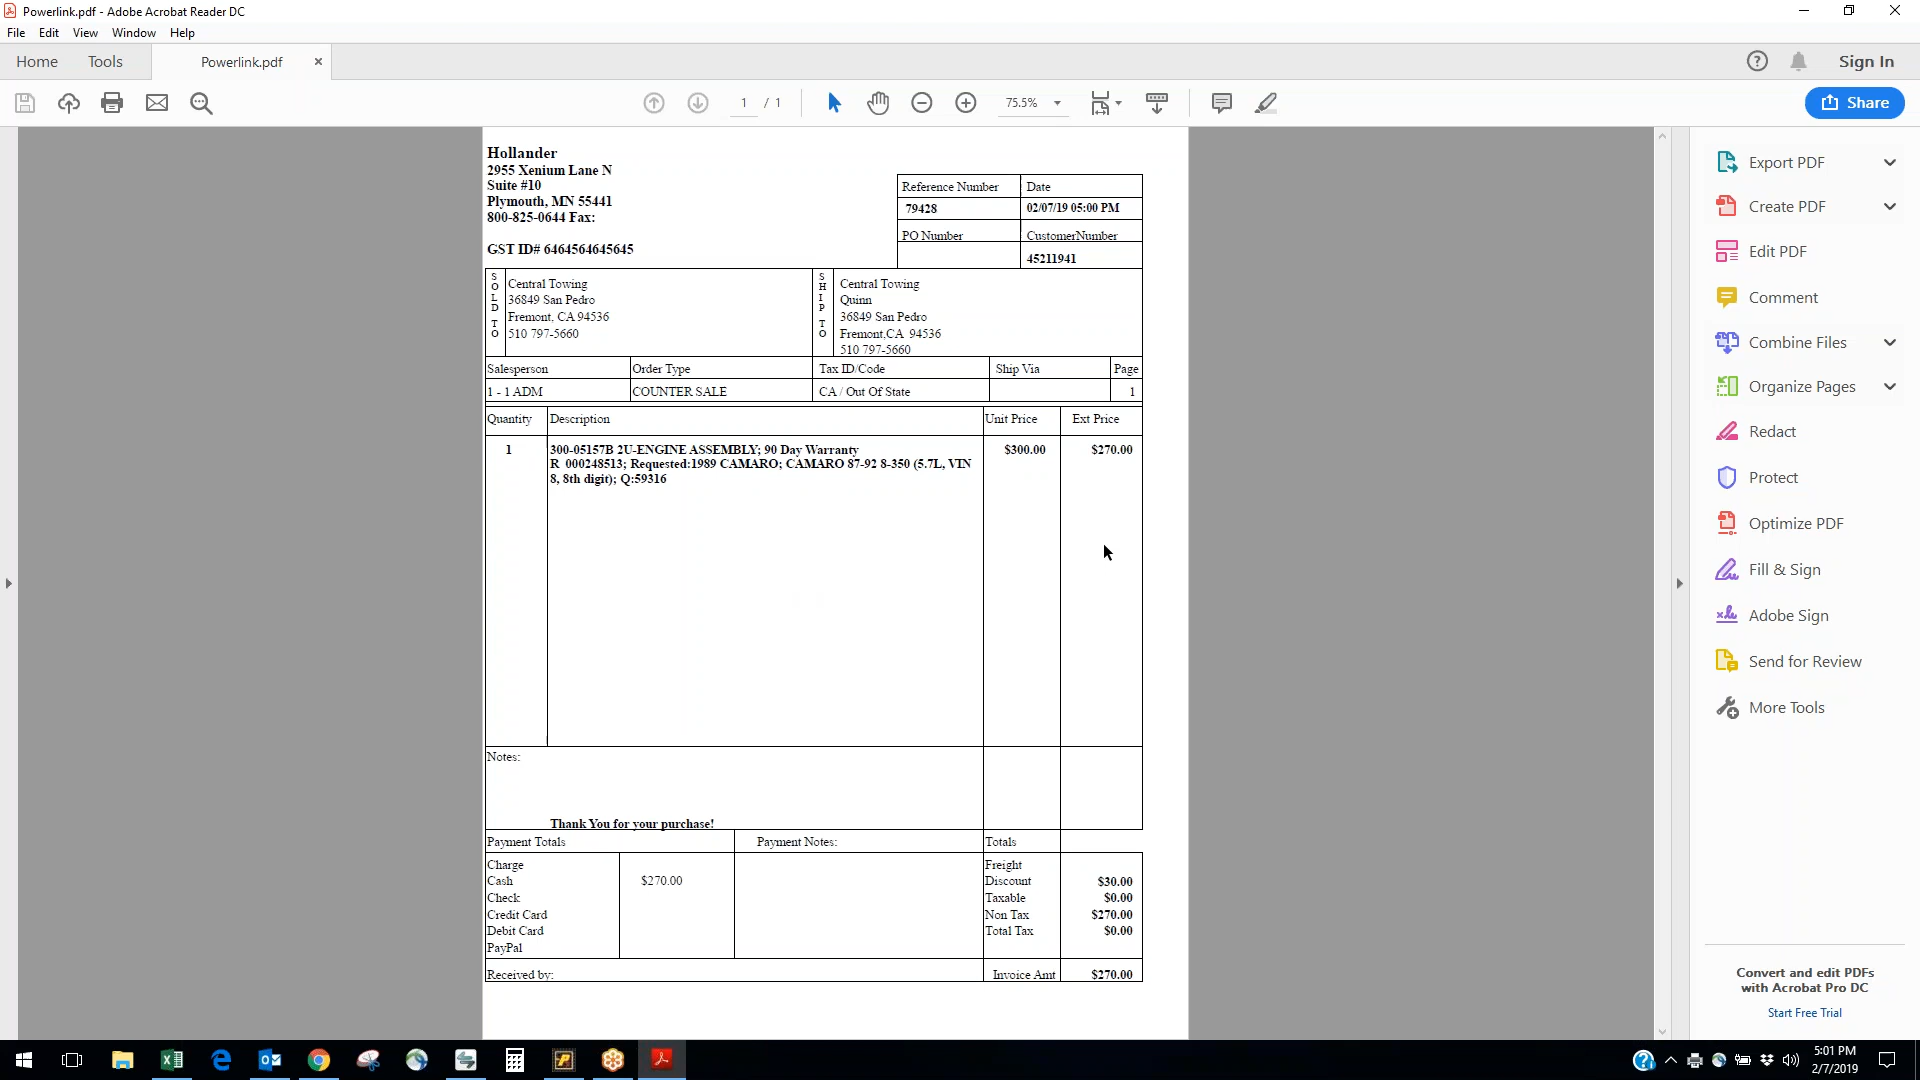 Powerlink.pdf - Adobe Acrobat Reader DC
File Edit View Window Help
Home Tools Powerlink.pdf × Sign In
1 / 1 75.5% Share
Hollander
2955 Xenium Lane N
Suite #10
Plymouth, MN 55441
800-825-0644 Fax:
GST ID# 6464564645645
Reference Number Date
79428 02/07/19 05:00 PM
PO Number CustomerNumber
45211941
SOLD TO
Central Towing
36849 San Pedro
Fremont, CA 94536
510 797-5660
SHIP TO
Central Towing
Quinn
36849 San Pedro
Fremont,CA 94536
510 797-5660
Salesperson Order Type Tax ID/Code Ship Via Page
1 - 1 ADM COUNTER SALE CA / Out Of State 1
Quantity Description Unit Price Ext Price
1 300-05157B 2U-ENGINE ASSEMBLY; 90 Day Warranty $300.00 $270.00
R 000248513; Requested:1989 CAMARO; CAMARO 87-92 8-350 (5.7L, VIN
8, 8th digit); Q:59316
Notes:
Thank You for your purchase!
Payment Totals Payment Notes: Totals
Charge Freight
Cash $270.00 Discount $30.00
Check Taxable $0.00
Credit Card Non Tax $270.00
Debit Card Total Tax $0.00
PayPal
Received by: Invoice Amt $270.00
Export PDF
Create PDF
Edit PDF
Comment
Combine Files
Organize Pages
Redact
Protect
Optimize PDF
Fill & Sign
Adobe Sign
Send for Review
More Tools
Convert and edit PDFs
with Acrobat Pro DC
Start Free Trial
5:01 PM
2/7/2019